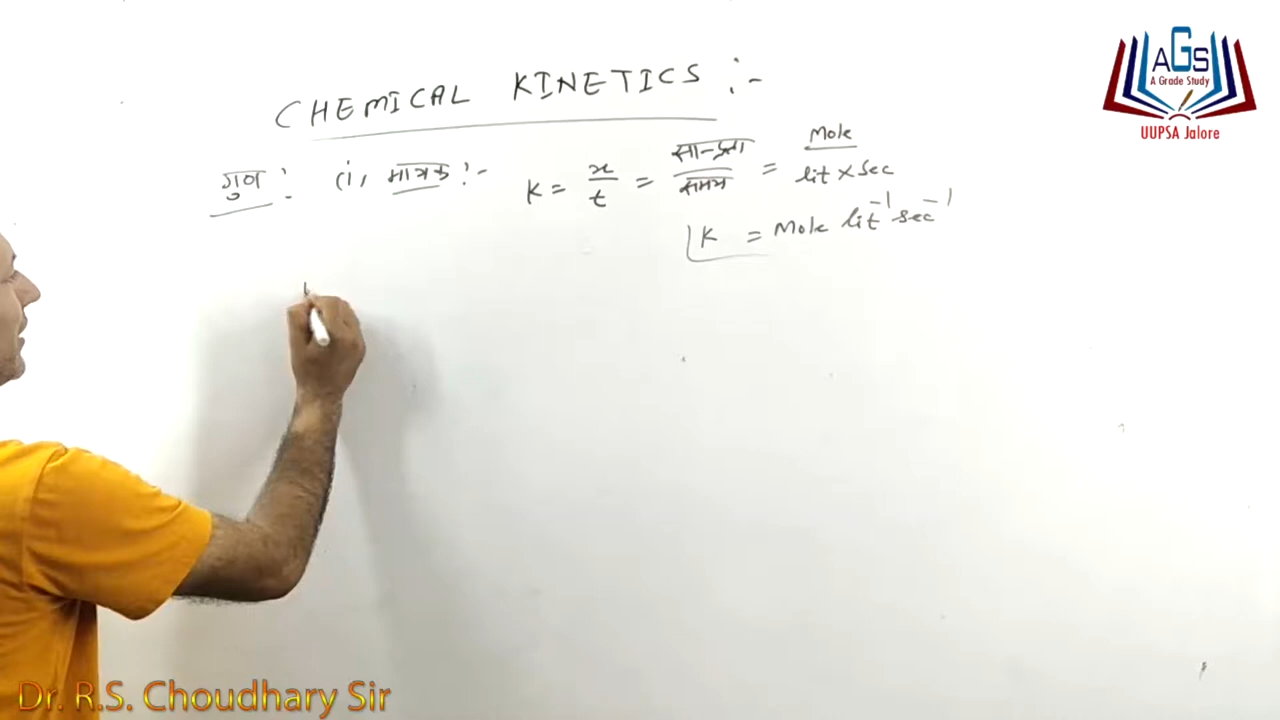 CHEMICAL KINETICS :-
गुण : (i) मात्रक :- K = x/t = सान्द्रता/समय = Mole/lit × sec
K = Mole lit⁻¹ sec⁻¹
AGS
A Grade Study
UUPSA Jalore
Dr. R.S. Choudhary Sir